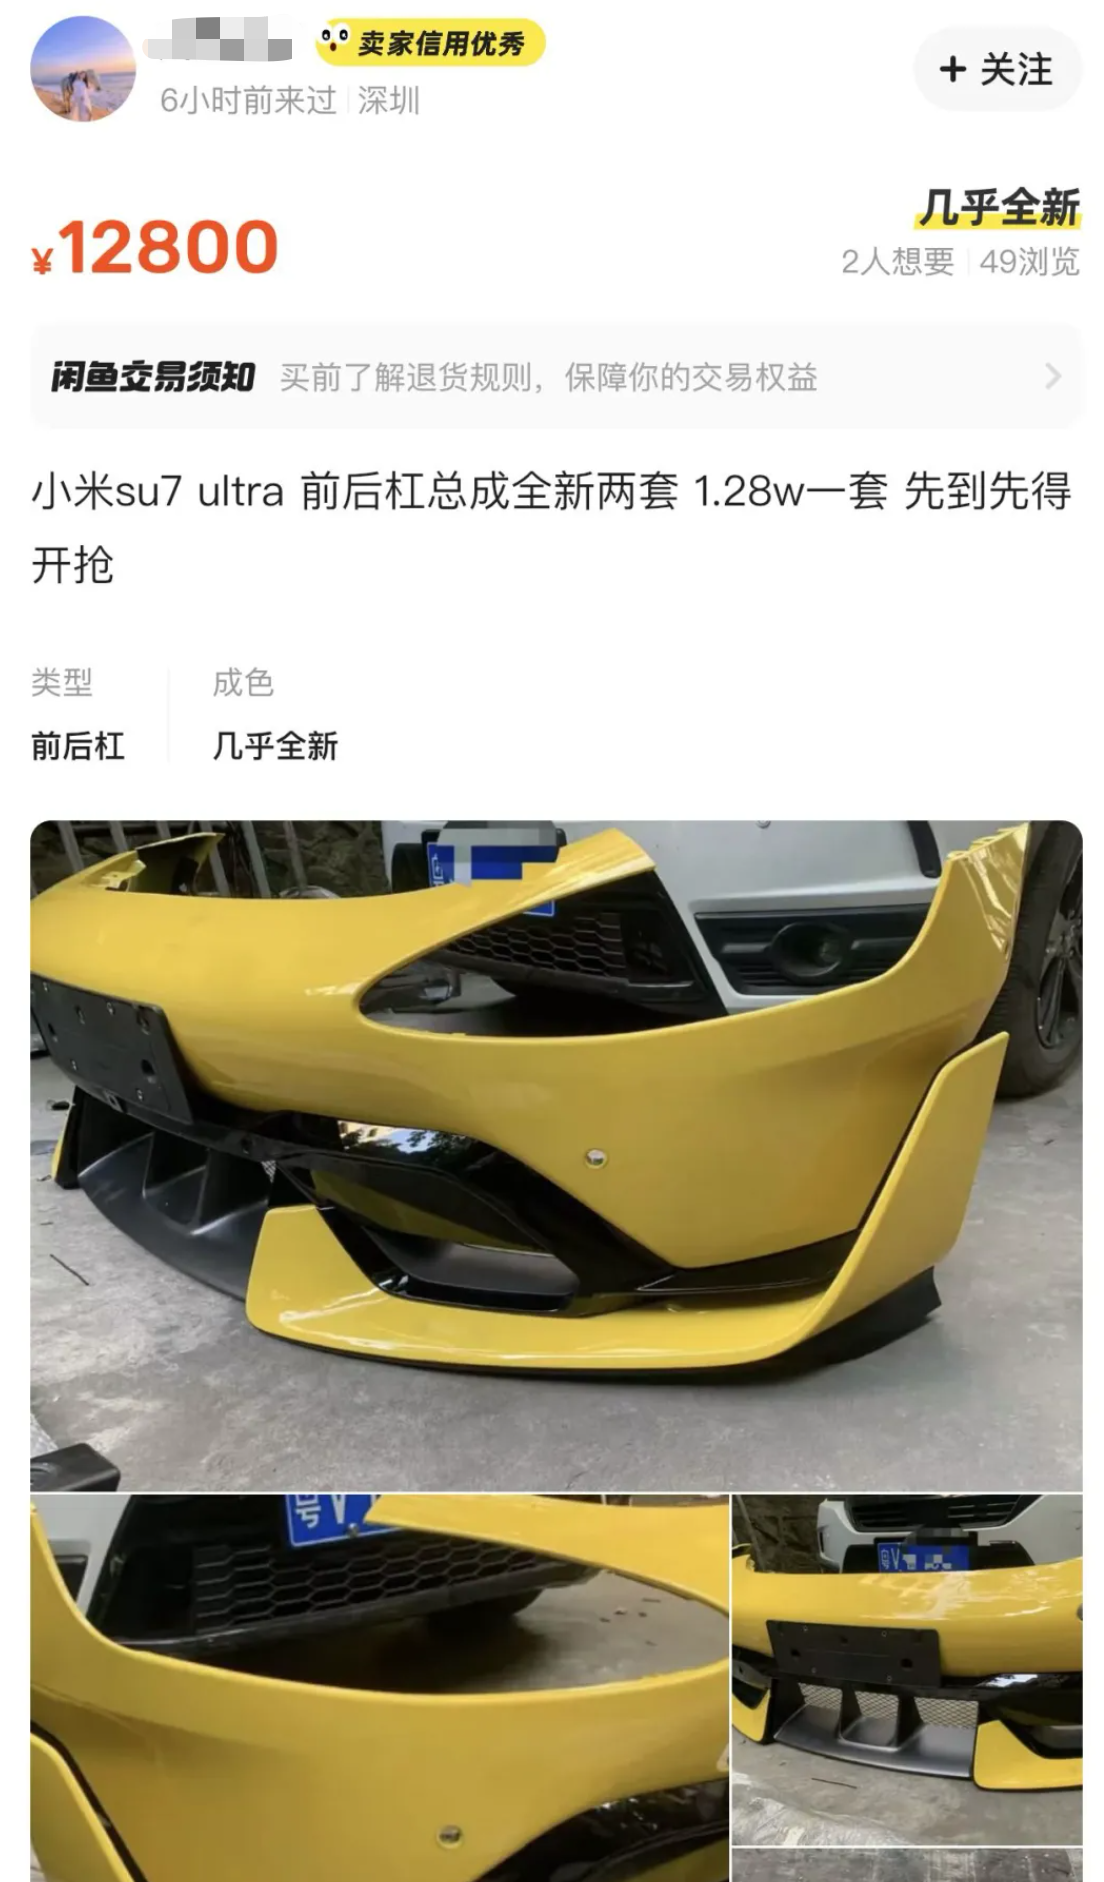 卖家信用优秀
6小时前来过 深圳
+ 关注
¥12800
几乎全新
2人想要 49浏览
闲鱼交易须知 买前了解退货规则，保障你的交易权益
小米su7 ultra 前后杠总成全新两套 1.28w一套 先到先得
开抢
类型 成色
前后杠 几乎全新